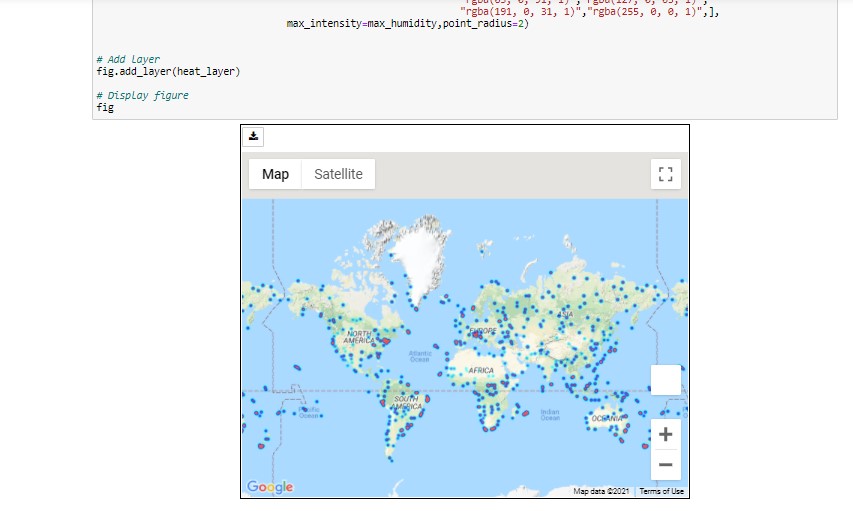 "rgba(63, 0, 91, 1)","rgba(127, 0, 63, 1)",
"rgba(191, 0, 31, 1)","rgba(255, 0, 0, 1)",],
max_intensity=max_humidity,point_radius=2)
# Add layer
fig.add_layer(heat_layer)
# Display figure
fig
Map Satellite
ASIA
NORTH
AMERICA
EUROPE
Atlantic
Ocean
AFRICA
SOUTH
AMERICA
Pacific
Ocean
Indian
Ocean
OCEANIA
Google
Map data ©2021 Terms of Use